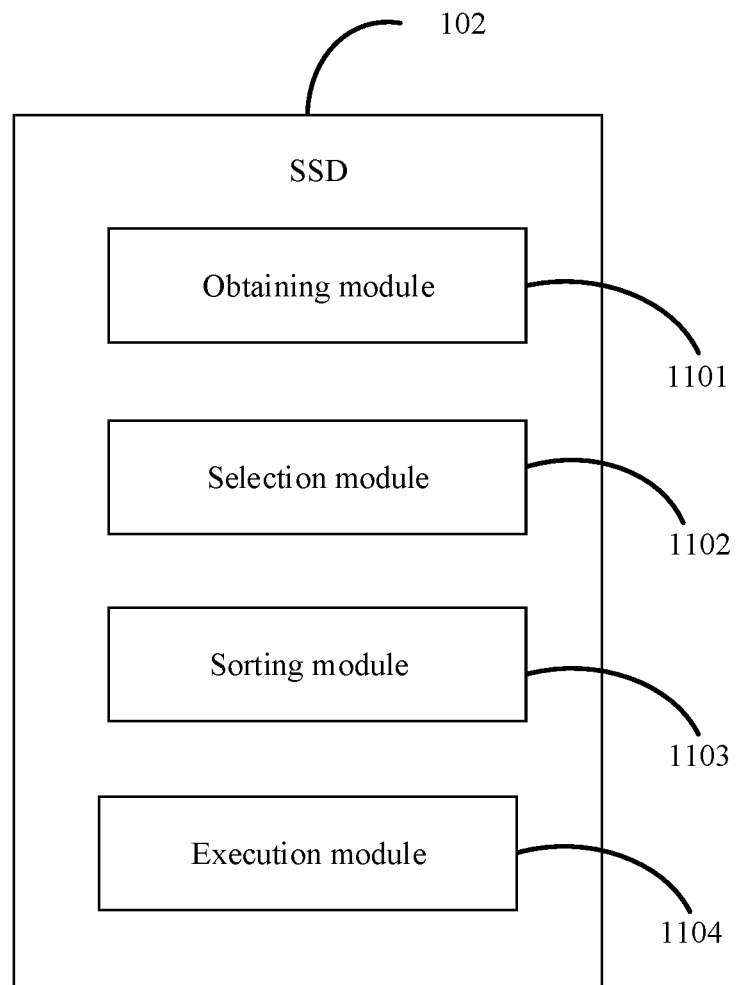 102
SSD
Obtaining module
1101
Selection module
1102
Sorting module
1103
Execution module
1104